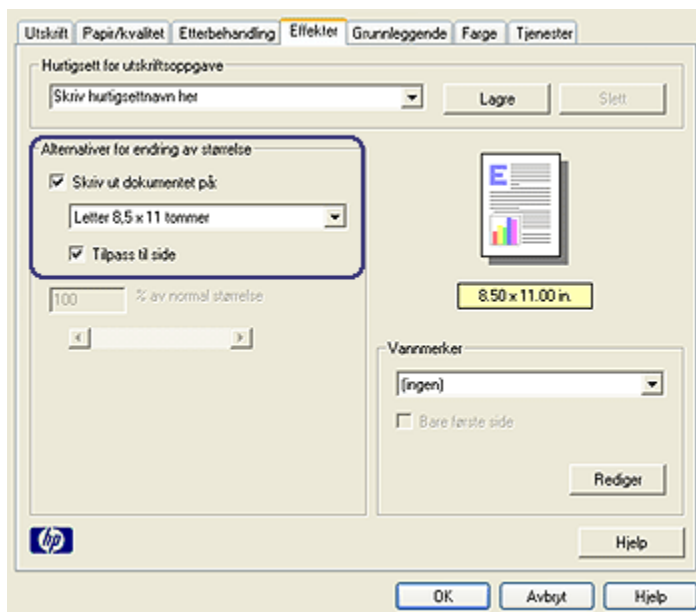 Utskrift Papir/kvalitet Etterbehandling Effekter Grunnleggende Farge Tjenester
Hurtigsett for utskriftsoppgave
Skriv hurtigsettnavn her Lagre Slett
Alternativer for endring av størrelse
Skriv ut dokumentet på:
Letter 8,5 x 11 tommer
Tilpass til side
100 % av normal størrelse
E
8.50 x 11.00 in.
Vannmerker
(ingen)
Bare første side
Rediger
hp
Hjelp
OK Avbryt Hjelp